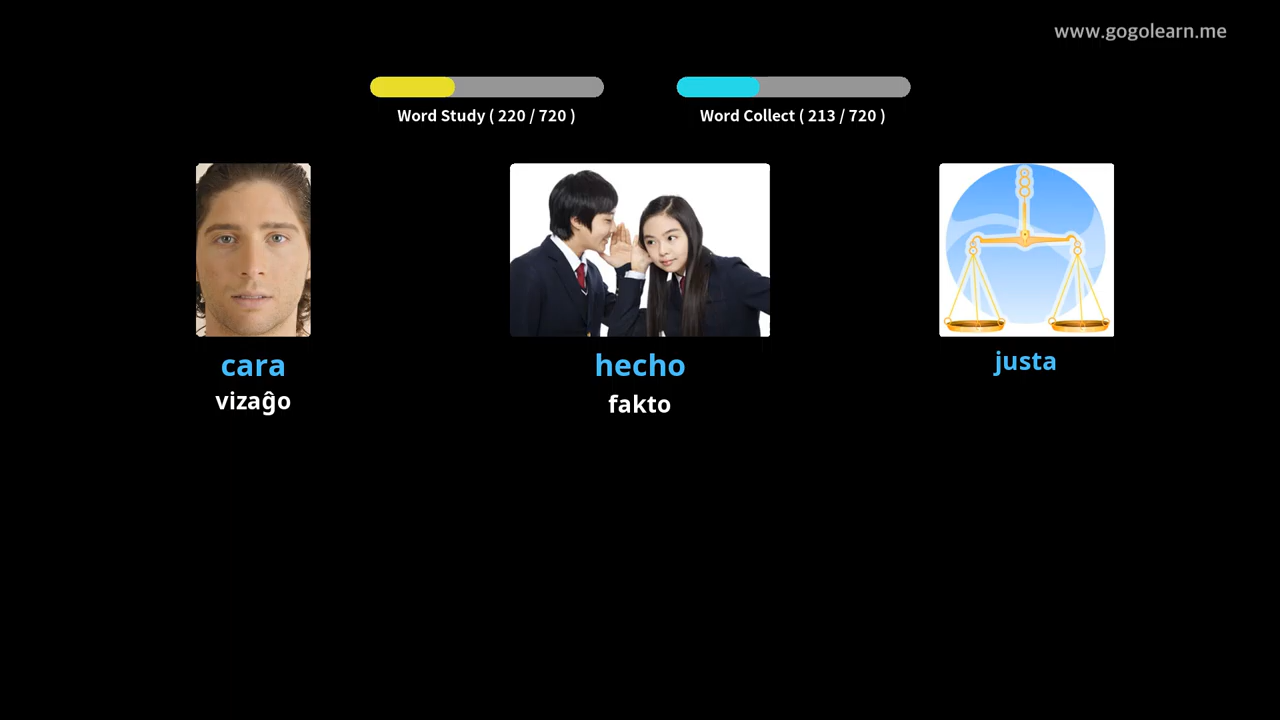 www.gogolearn.me
Word Study ( 220 / 720 )
Word Collect ( 213 / 720 )
cara
vizaĝo
hecho
fakto
justa